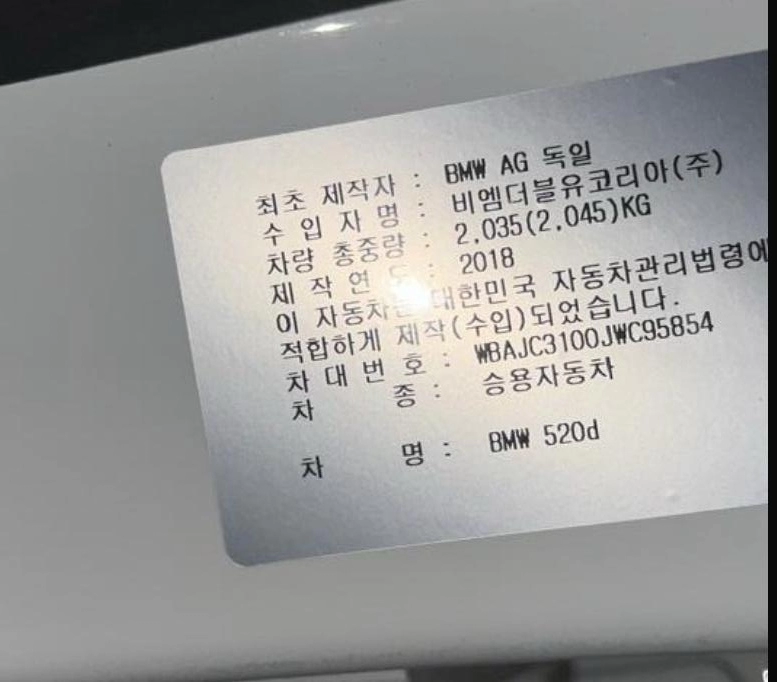 최초 제작자 : BMW AG 독일
수 입 자 명 : 비엠더블유코리아(주)
차량 총중량 : 2,035(2,045)KG
제 작 연 : 2018
이 자동차는 대한민국 자동차관리법령에
적합하게 제작(수입)되었습니다.
차 대 번 호 : WBAJC3100JWC95854
차 종 : 승용자동차
차 명 : BMW 520d